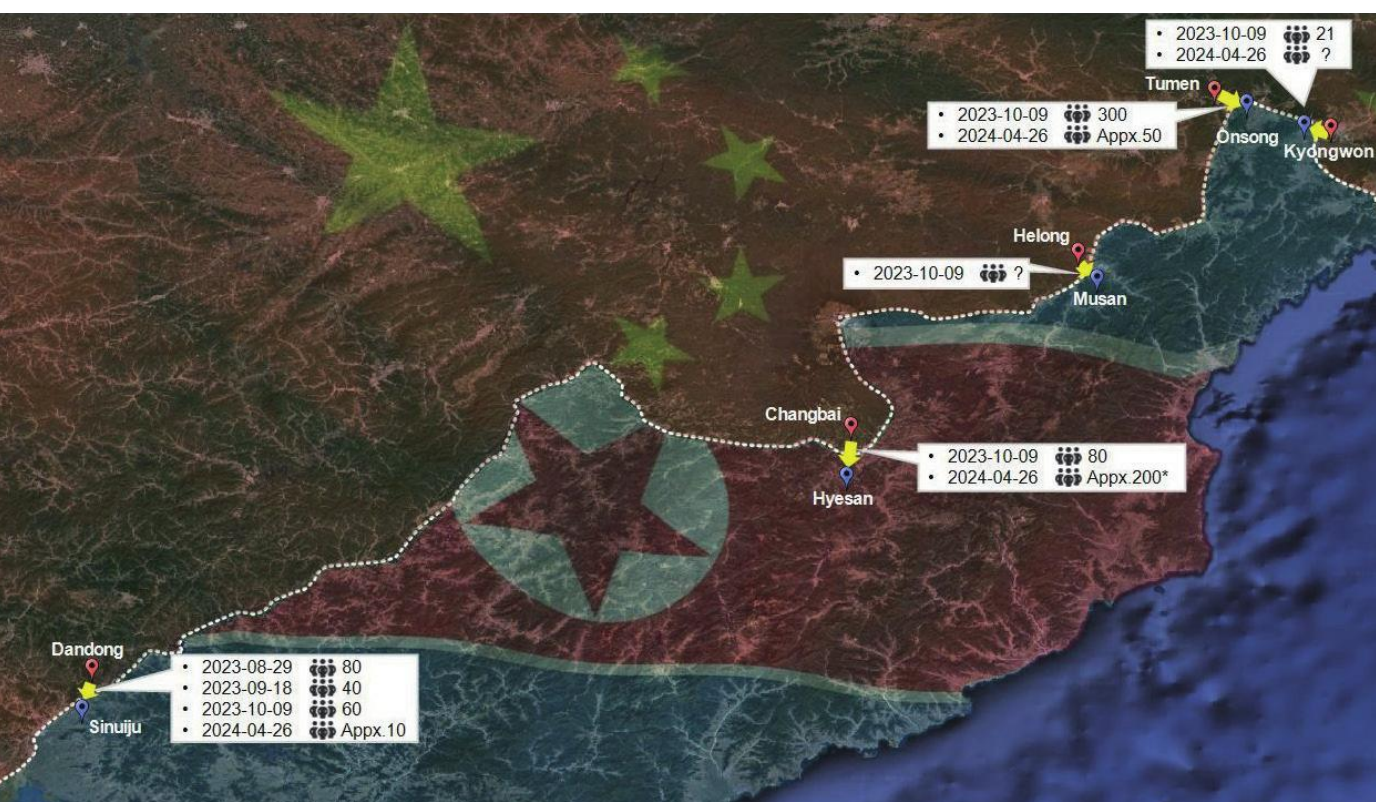 • 2023-10-09 21
• 2024-04-26 ?
Tumen
• 2023-10-09 300
• 2024-04-26 Appx.50
Onsong
Kyongwon
Helong
• 2023-10-09 ?
Musan
Changbai
• 2023-10-09 80
• 2024-04-26 Appx.200*
Hyesan
Dandong
• 2023-08-29 80
• 2023-09-18 40
• 2023-10-09 60
• 2024-04-26 Appx.10
Sinuiju